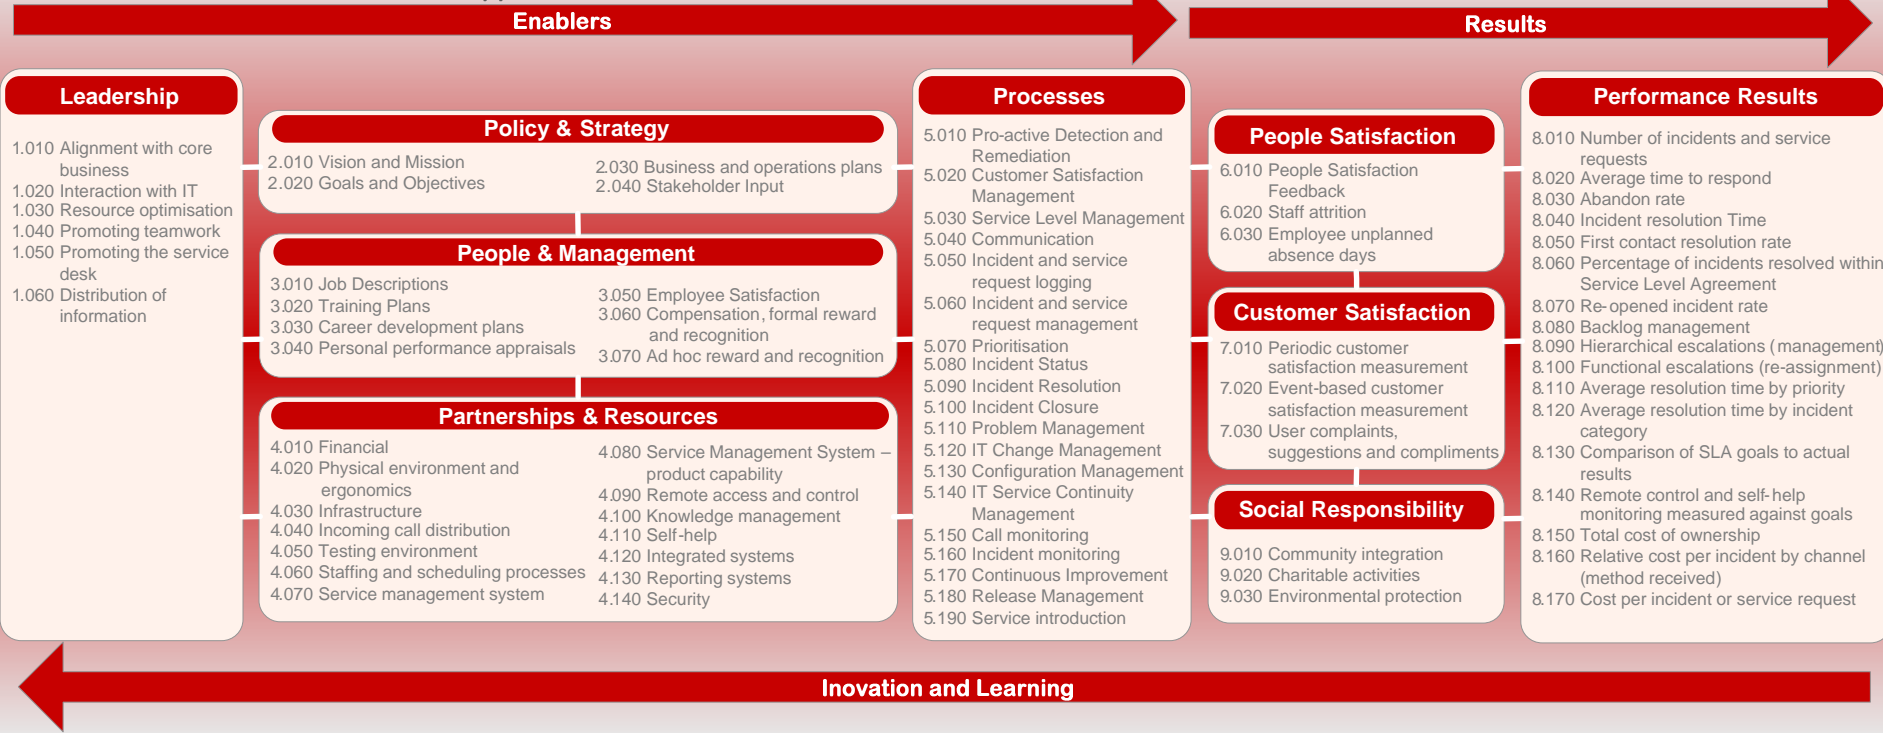 Enablers
Results
Leadership
1.010 Alignment with core
business
1.020 Interaction with IT
1.030 Resource optimisation
1.040 Promoting teamwork
1.050 Promoting the service
desk
1.060 Distribution of
information
Policy & Strategy
2.010 Vision and Mission
2.020 Goals and Objectives
2.030 Business and operations plans
2.040 Stakeholder Input
People & Management
3.010 Job Descriptions
3.020 Training Plans
3.030 Career development plans
3.040 Personal performance appraisals
3.050 Employee Satisfaction
3.060 Compensation, formal reward
and recognition
3.070 Ad hoc reward and recognition
Partnerships & Resources
4.010 Financial
4.020 Physical environment and
ergonomics
4.030 Infrastructure
4.040 Incoming call distribution
4.050 Testing environment
4.060 Staffing and scheduling processes
4.070 Service management system
4.080 Service Management System –
product capability
4.090 Remote access and control
4.100 Knowledge management
4.110 Self-help
4.120 Integrated systems
4.130 Reporting systems
4.140 Security
Processes
5.010 Pro-active Detection and
Remediation
5.020 Customer Satisfaction
Management
5.030 Service Level Management
5.040 Communication
5.050 Incident and service
request logging
5.060 Incident and service
request management
5.070 Prioritisation
5.080 Incident Status
5.090 Incident Resolution
5.100 Incident Closure
5.110 Problem Management
5.120 IT Change Management
5.130 Configuration Management
5.140 IT Service Continuity
Management
5.150 Call monitoring
5.160 Incident monitoring
5.170 Continuous Improvement
5.180 Release Management
5.190 Service introduction
People Satisfaction
6.010 People Satisfaction
Feedback
6.020 Staff attrition
6.030 Employee unplanned
absence days
Customer Satisfaction
7.010 Periodic customer
satisfaction measurement
7.020 Event-based customer
satisfaction measurement
7.030 User complaints,
suggestions and compliments
Social Responsibility
9.010 Community integration
9.020 Charitable activities
9.030 Environmental protection
Performance Results
8.010 Number of incidents and service
requests
8.020 Average time to respond
8.030 Abandon rate
8.040 Incident resolution Time
8.050 First contact resolution rate
8.060 Percentage of incidents resolved within
Service Level Agreement
8.070 Re-opened incident rate
8.080 Backlog management
8.090 Hierarchical escalations (management)
8.100 Functional escalations (re-assignment)
8.110 Average resolution time by priority
8.120 Average resolution time by incident
category
8.130 Comparison of SLA goals to actual
results
8.140 Remote control and self-help
monitoring measured against goals
8.150 Total cost of ownership
8.160 Relative cost per incident by channel
(method received)
8.170 Cost per incident or service request
Inovation and Learning